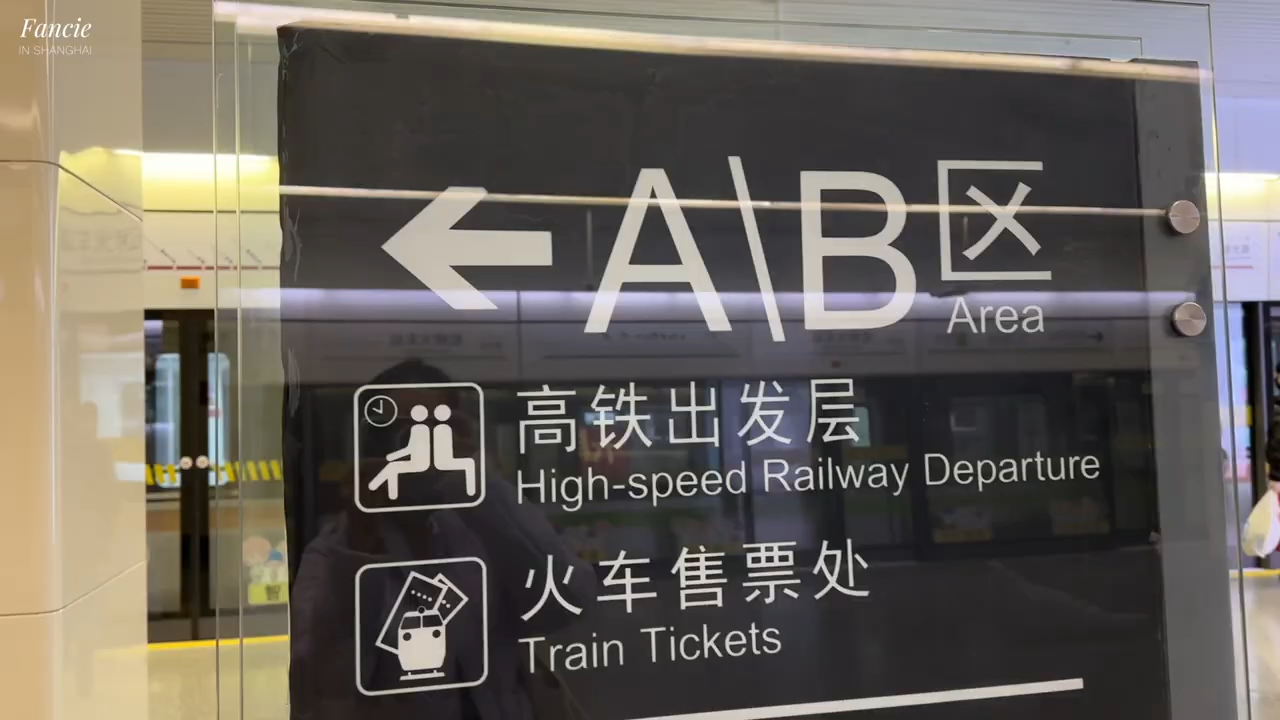 Fancie
IN SHANGHAI
A\B区
Area
高铁出发层
High-speed Railway Departure
火车售票处
Train Tickets